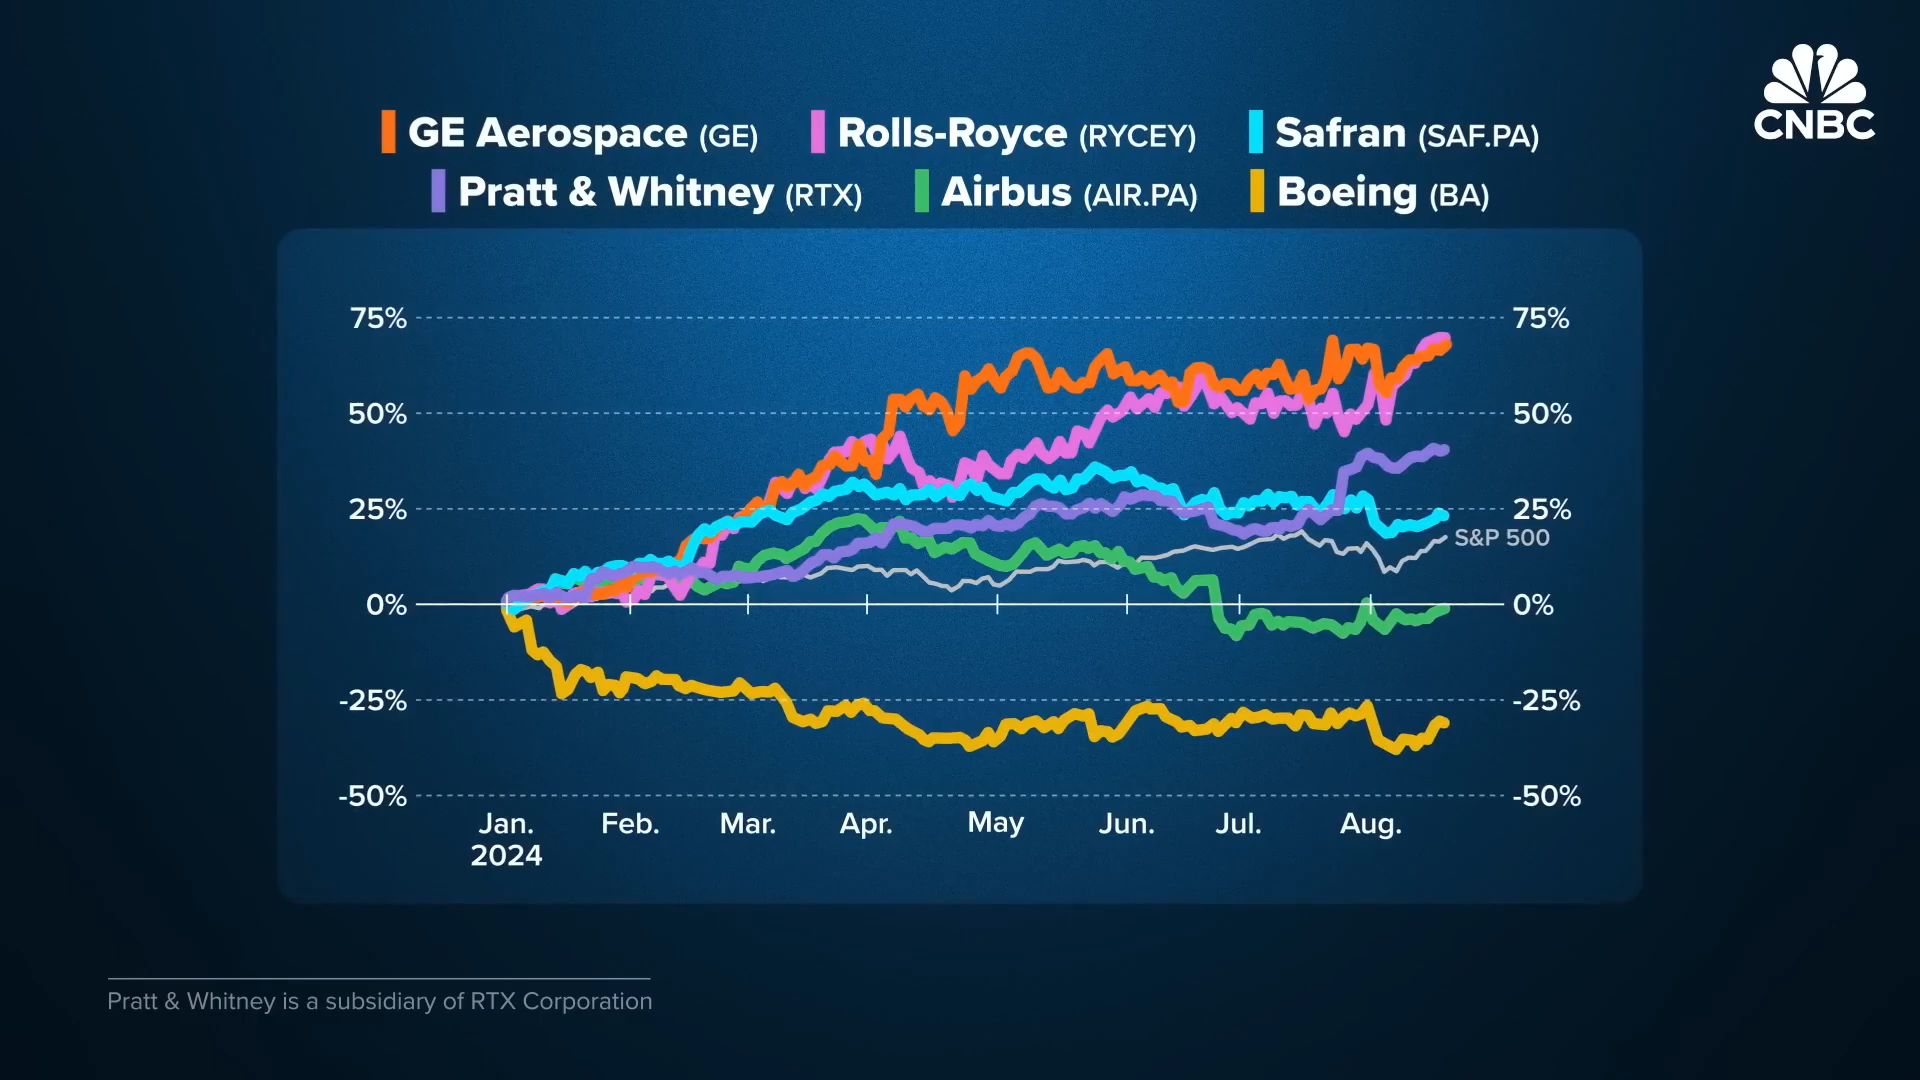 CNBC
GE Aerospace (GE) Rolls-Royce (RYCEY) Safran (SAF.PA)
Pratt & Whitney (RTX) Airbus (AIR.PA) Boeing (BA)
75% 75%
50% 50%
25% 25%
S&P 500
0% 0%
-25% -25%
-50% -50%
Jan. Feb. Mar. Apr. May Jun. Jul. Aug.
2024
Pratt & Whitney is a subsidiary of RTX Corporation